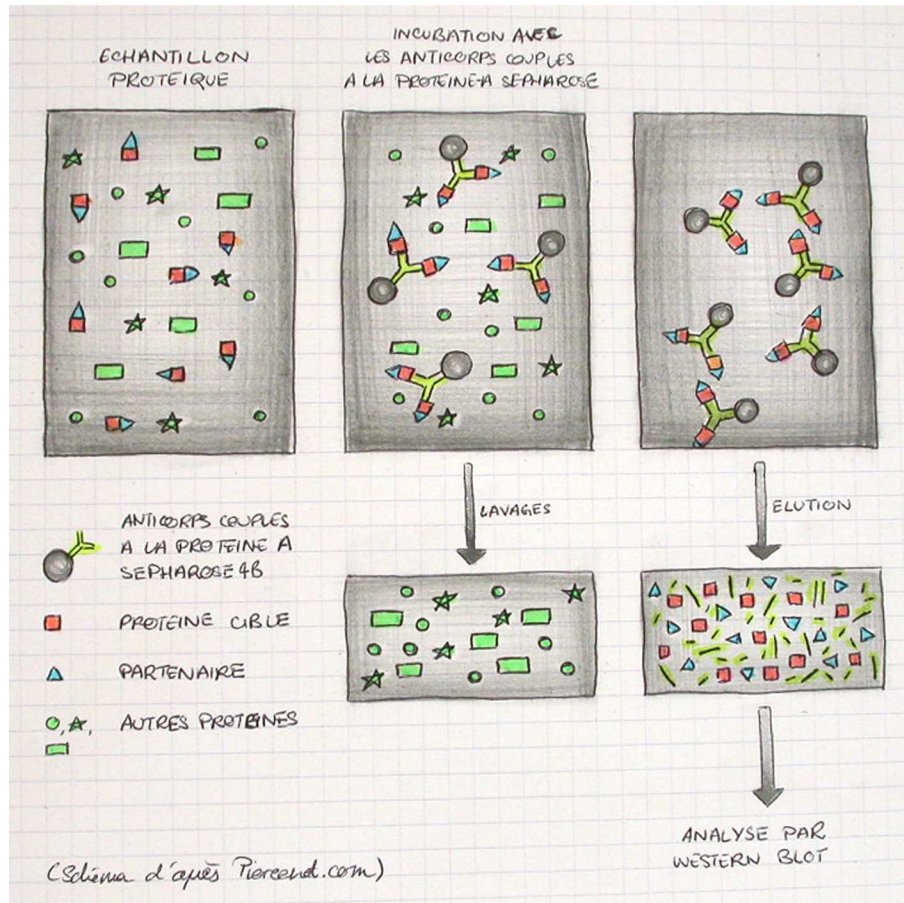 ECHANTILLON
PROTEIQUE
INCUBATION AVEC
LES ANTICORPS COUPLES
A LA PROTEINE-A SEPHAROSE
LAVAGES
ELUTION
ANTICORPS COUPLES
A LA PROTEINE A
SEPHAROSE 4B
PROTEINE CIBLE
PARTENAIRE
AUTRES PROTEINES
ANALYSE PAR
WESTERN BLOT
(Schéma d'après Piercend.com)